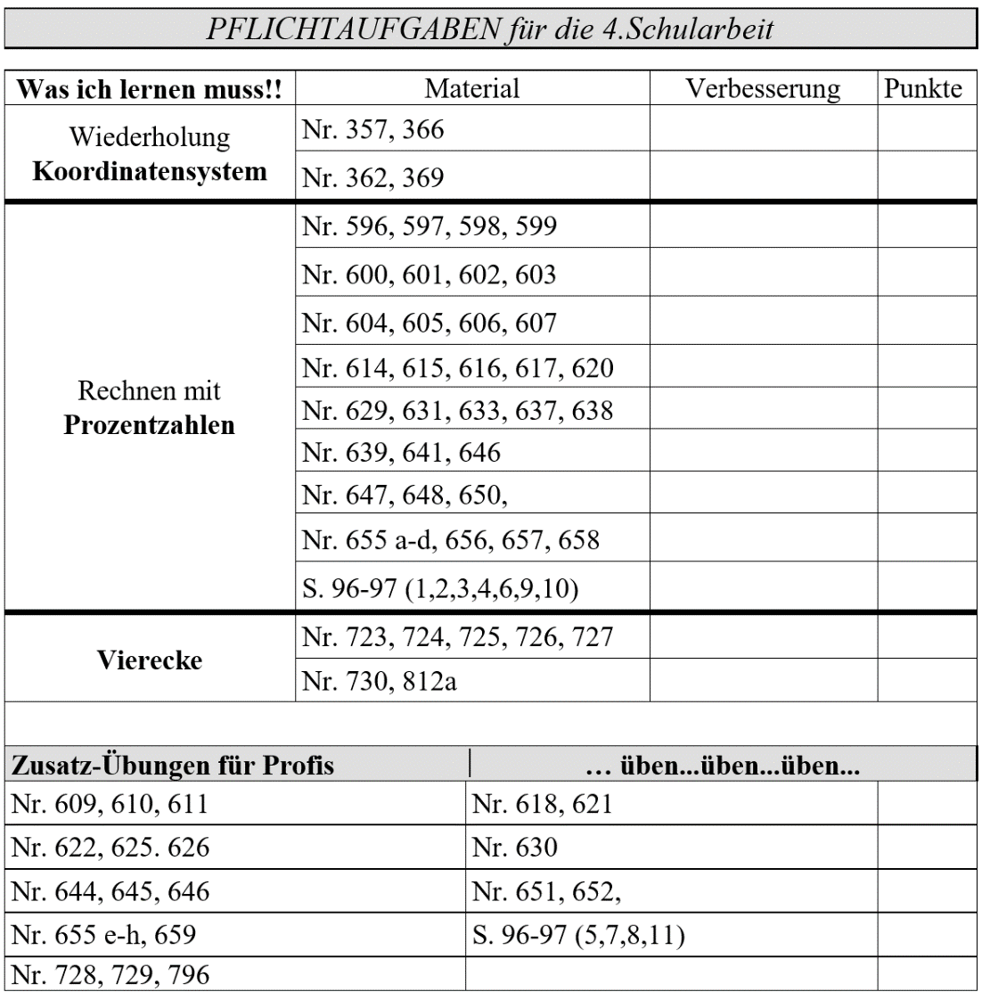 PFLICHTAUFGABEN für die 4.Schularbeit
Was ich lernen muss!! Material Verbesserung Punkte
Wiederholung
Koordinatensystem
Nr. 357, 366
Nr. 362, 369
Rechnen mit
Prozentzahlen
Nr. 596, 597, 598, 599
Nr. 600, 601, 602, 603
Nr. 604, 605, 606, 607
Nr. 614, 615, 616, 617, 620
Nr. 629, 631, 633, 637, 638
Nr. 639, 641, 646
Nr. 647, 648, 650,
Nr. 655 a-d, 656, 657, 658
S. 96-97 (1,2,3,4,6,9,10)
Vierecke
Nr. 723, 724, 725, 726, 727
Nr. 730, 812a
Zusatz-Übungen für Profis | … üben...üben...üben...
Nr. 609, 610, 611 Nr. 618, 621
Nr. 622, 625. 626 Nr. 630
Nr. 644, 645, 646 Nr. 651, 652,
Nr. 655 e-h, 659 S. 96-97 (5,7,8,11)
Nr. 728, 729, 796